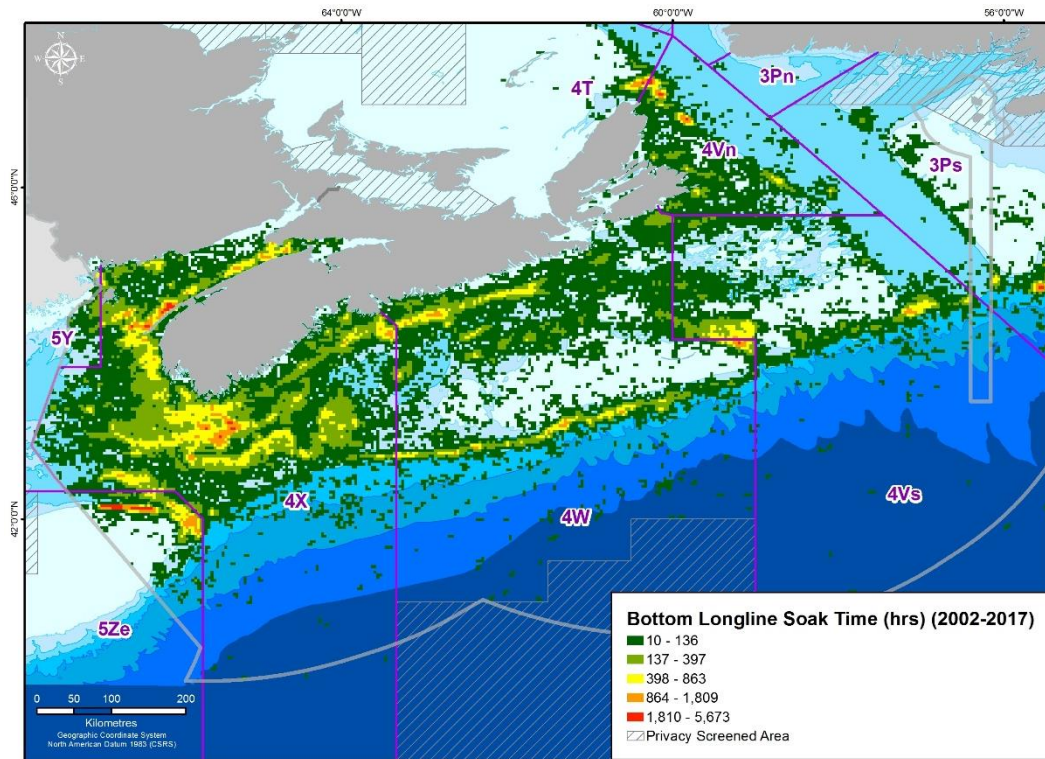 64°0'0"W
60°0'0"W
56°0'0"W
N
W
E
S
46°0'0"N
42°0'0"N
4T
3Pn
4Vn
3Ps
5Y
4X
4W
4Vs
5Ze
0 50 100 200
Kilometres
Geographic Coordinate System
North American Datum 1983 (CSRS)
Bottom Longline Soak Time (hrs) (2002-2017)
10 - 136
137 - 397
398 - 863
864 - 1,809
1,810 - 5,673
Privacy Screened Area